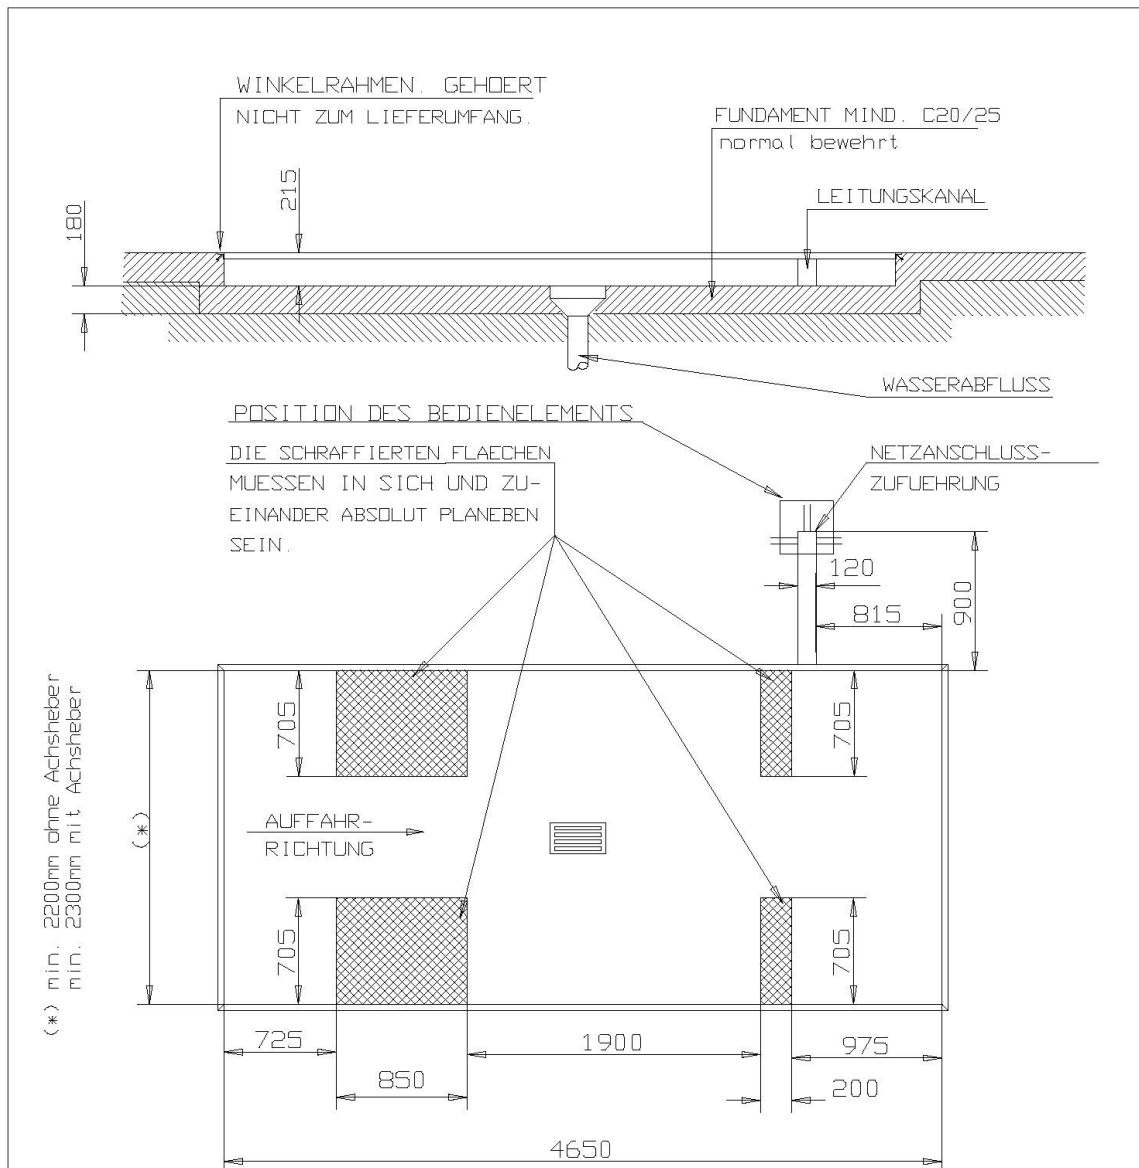 WINKELRAHMEN. GEHOERT
NICHT ZUM LIEFERUMFANG.
FUNDAMENT MIND. C20/25
normal bewehrt
215
180
LEITUNGSKANAL
WASSERABFLUSS
POSITION DES BEDIENELEMENTS
DIE SCHRAFFIERTEN FLAECHEN
MUESSEN IN SICH UND ZU-
EINANDER ABSOLUT PLANEBEN
SEIN.
NETZANSCHLUSS-
ZUFUEHRUNG
120
815
900
705
705
(*)
AUFFAHR-
RICHTUNG
705
705
(*) min. 2200mm ohne Achsheber
min. 2300mm mit Achsheber
725
1900
975
850
200
4650